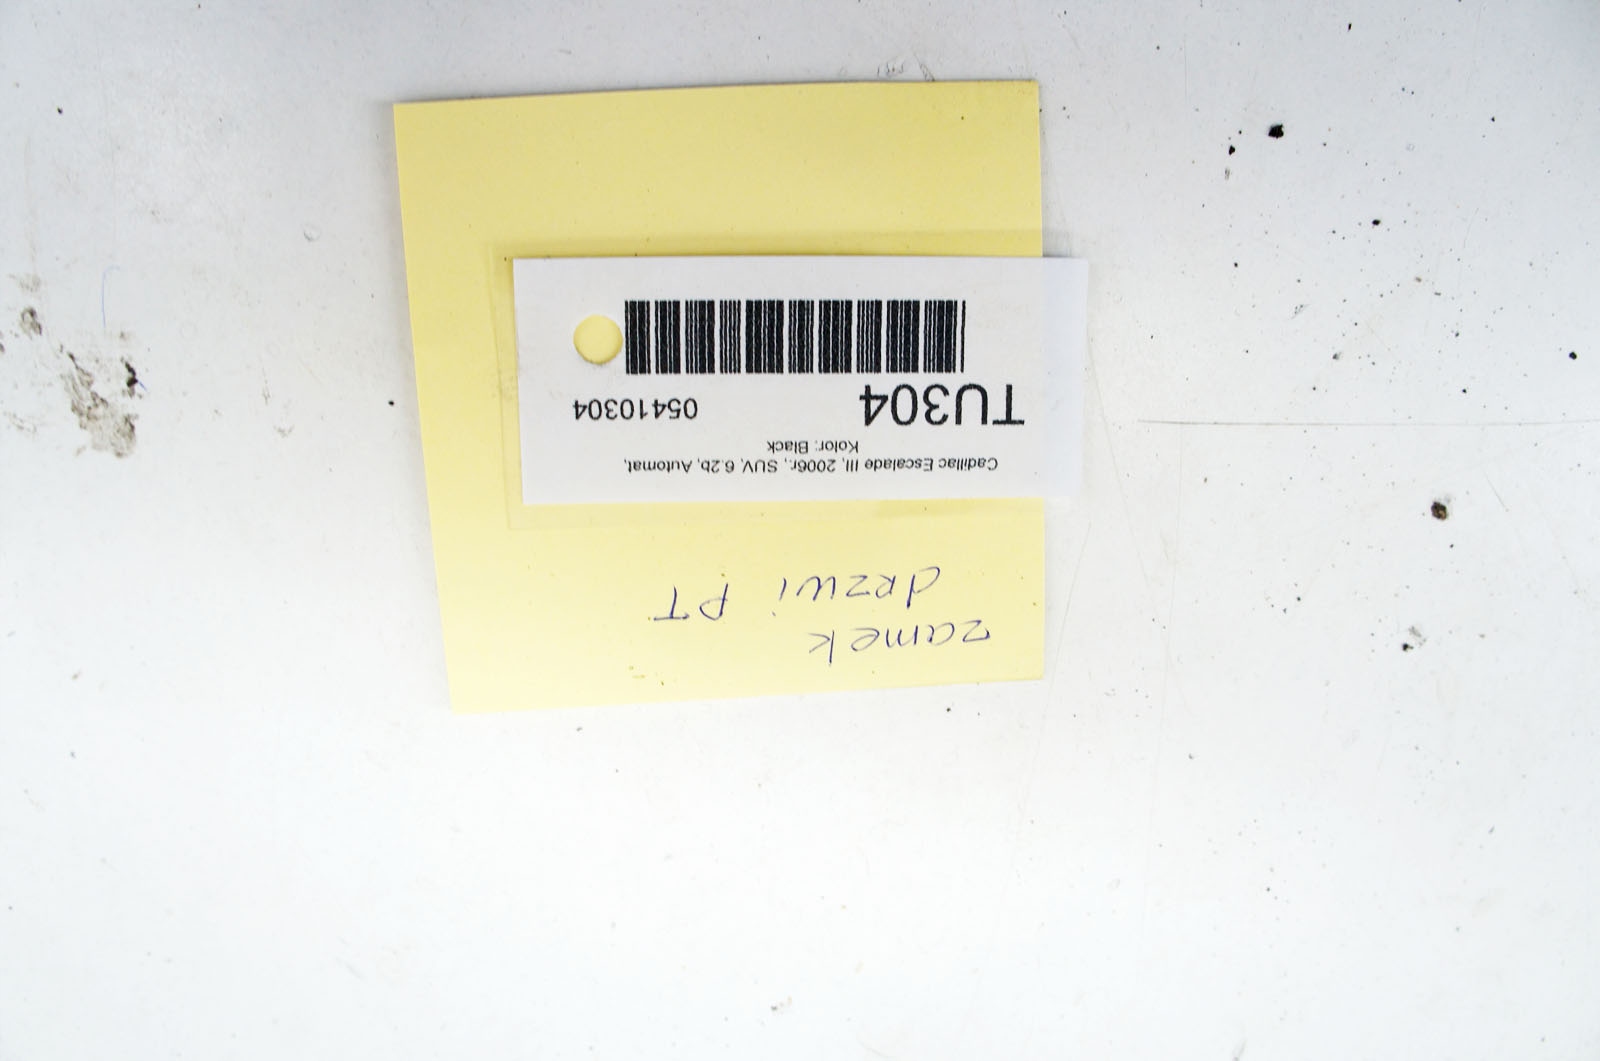 zamek
drzwi PT
Cadillac Escalade III, 2006r., SUV, 6.2b, Automat,
Kolor: Black
TU304 05410304